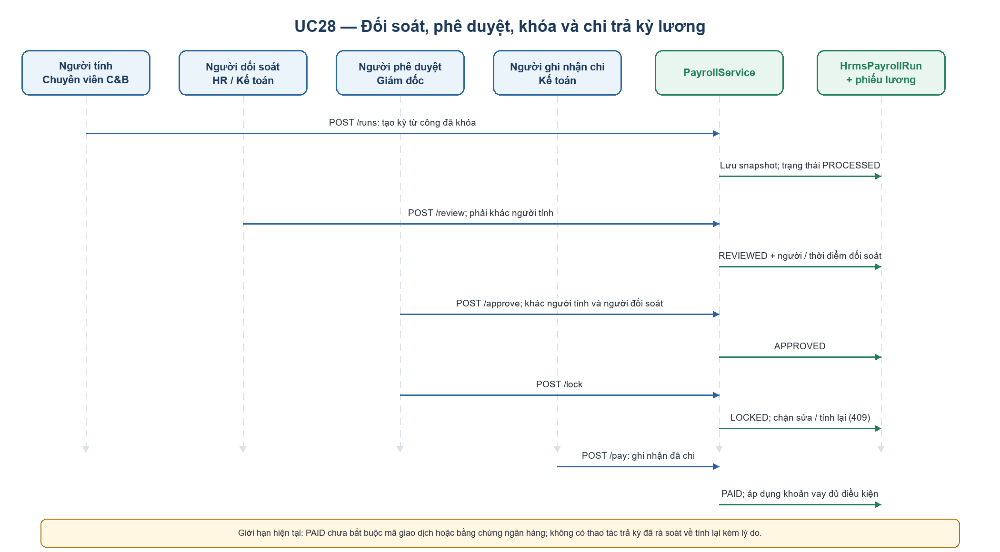 UC28 — Đối soát, phê duyệt, khóa và chi trả kỳ lương
Người tính
Chuyên viên C&B
Người đối soát
HR / Kế toán
Người phê duyệt
Giám đốc
Người ghi nhận chi
Kế toán
PayrollService
HrmsPayrollRun
+ phiếu lương
POST /runs: tạo kỳ từ công đã khóa
Lưu snapshot; trạng thái PROCESSED
POST /review; phải khác người tính
REVIEWED + người / thời điểm đối soát
POST /approve; khác người tính và người đối soát
APPROVED
POST /lock
LOCKED; chặn sửa / tính lại (409)
POST /pay: ghi nhận đã chi
PAID; áp dụng khoản vay đủ điều kiện
Giới hạn hiện tại: PAID chưa bắt buộc mã giao dịch hoặc bằng chứng ngân hàng; không có thao tác trả kỳ đã rà soát về tính lại kèm lý do.